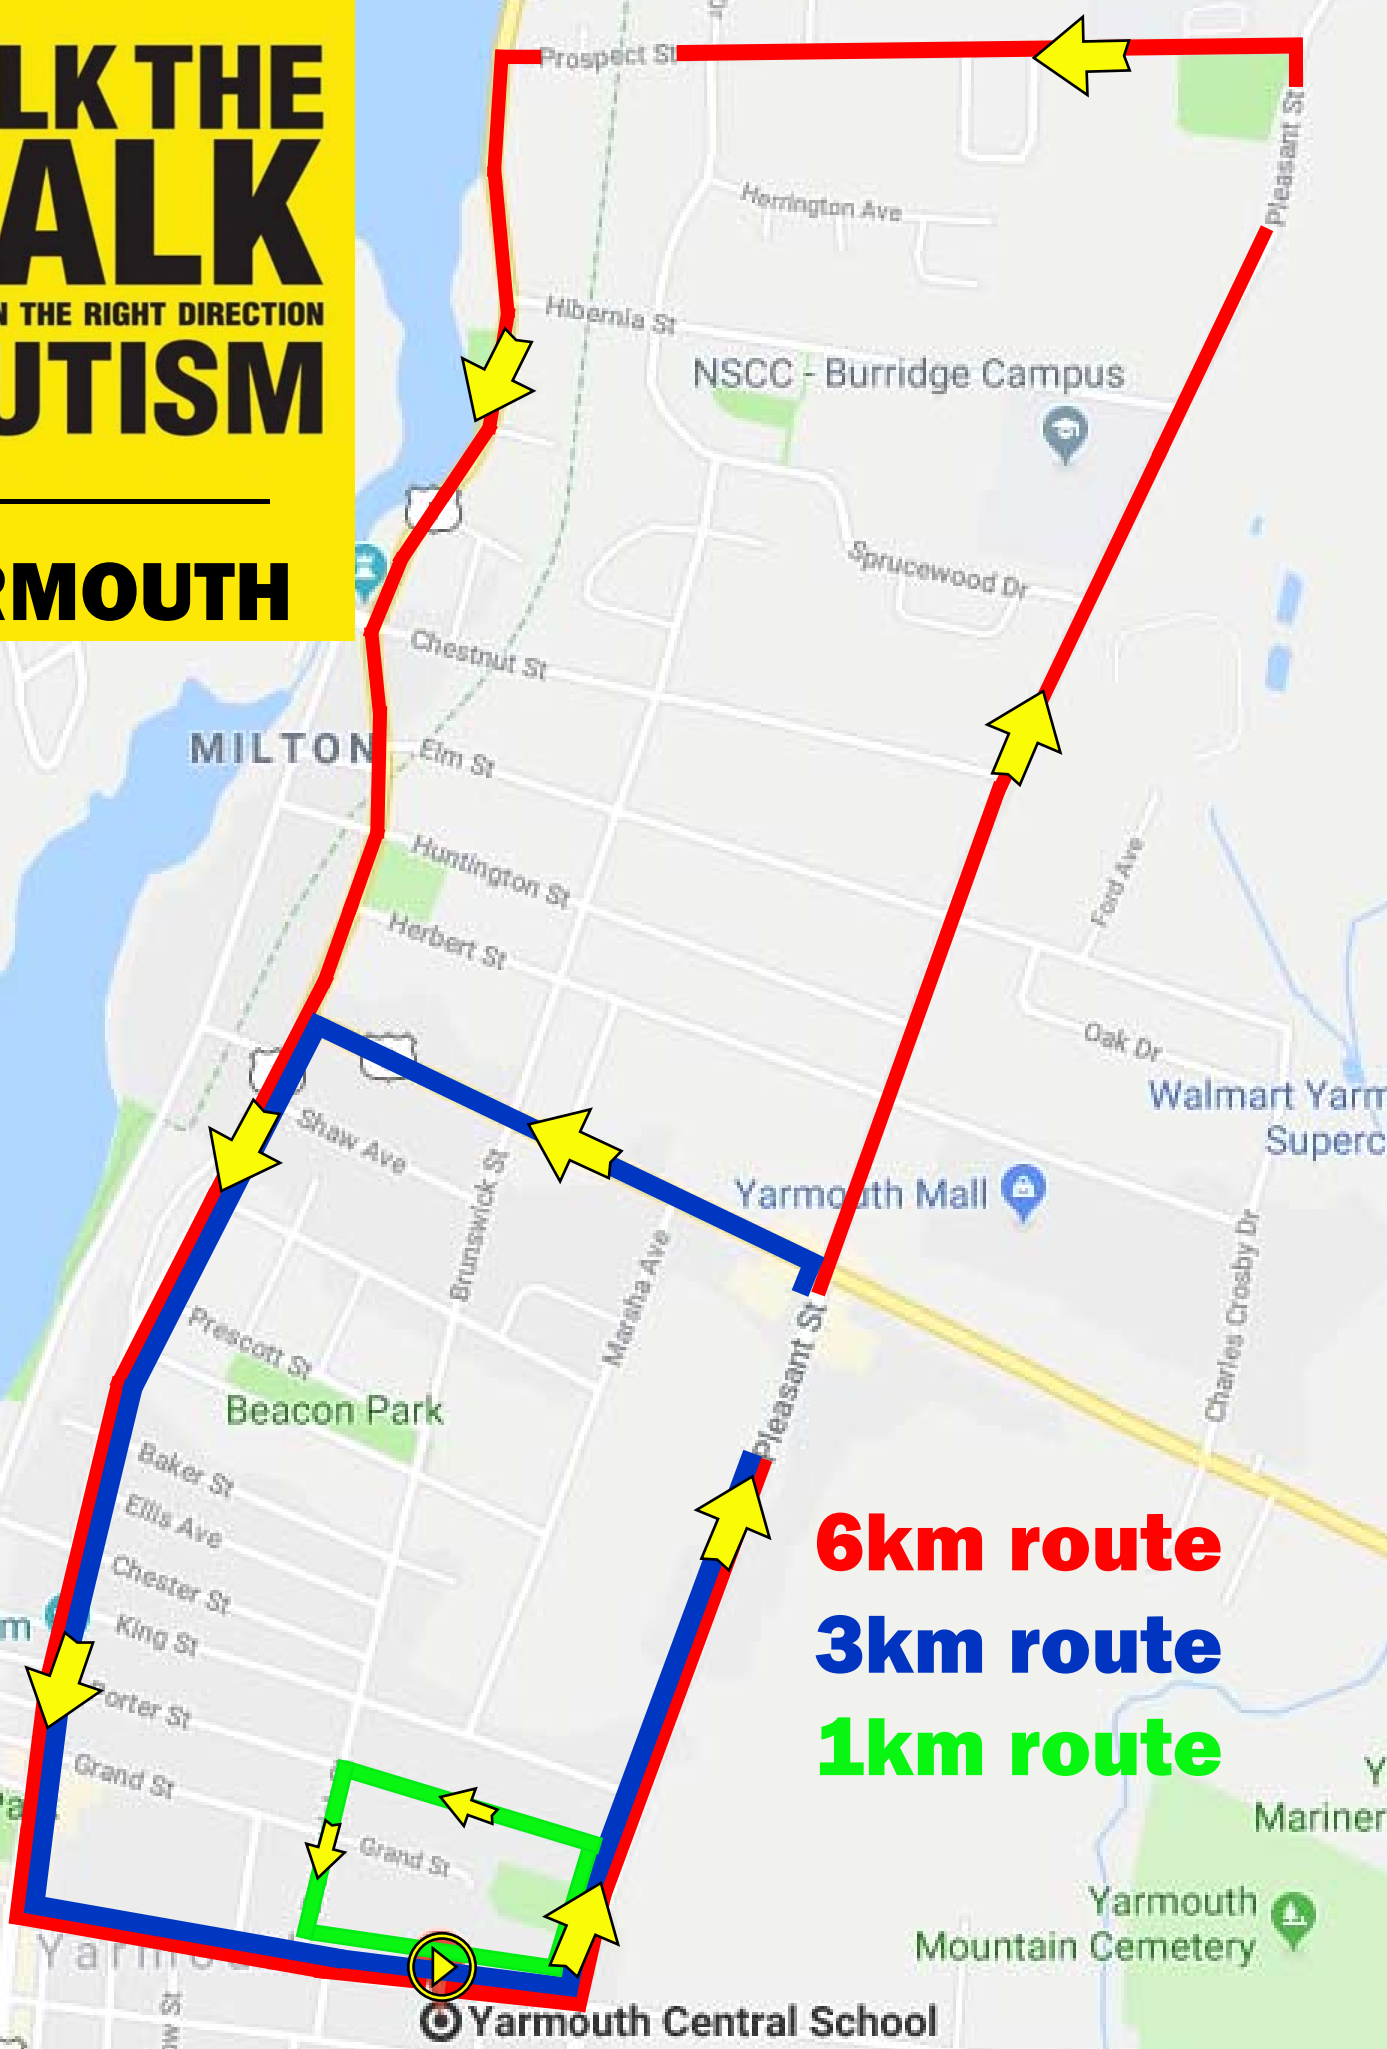 LK THE
ALK
N THE RIGHT DIRECTION
UTISM
RMOUTH
Prospect St
Pleasant St
Herrington Ave
Hibernia St
NSCC - Burridge Campus
Sprucewood Dr
Chestnut St
MILTON
Elm St
Huntington St
Ford Ave
Herbert St
Oak Dr
Walmart Yarm
Superc
Shaw Ave
Brunswick St
Yarmouth Mall
Marsha Ave
Charles Crosby Dr
Pleasant St
Prescott St
Beacon Park
Baker St
Ellis Ave
Chester St
King St
m
Porter St
Grand St
6km route
3km route
1km route
Grand St
Y
Mariner
Yarmouth
Mountain Cemetery
Yarmou
St
Yarmouth Central School